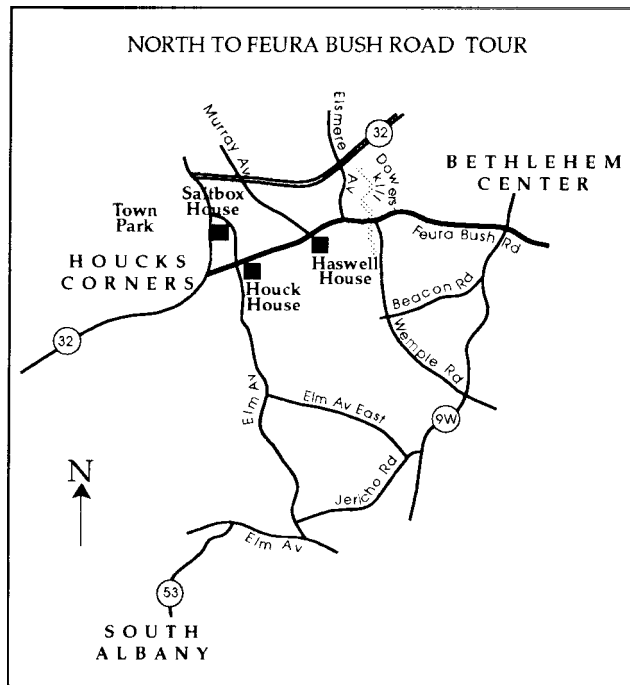 NORTH TO FEURA BUSH ROAD TOUR
Murray Av
Elsmere Av
32
Dowers
kill
BETHLEHEM
CENTER
Saltbox
House
Town
Park
Feura Bush Rd
Haswell
House
HOUCKS
CORNERS
Houck
House
Beacon Rd
32
Wemple Rd
Elm Av
Elm Av East
9W
N
Jericho Rd
Elm Av
53
SOUTH
ALBANY